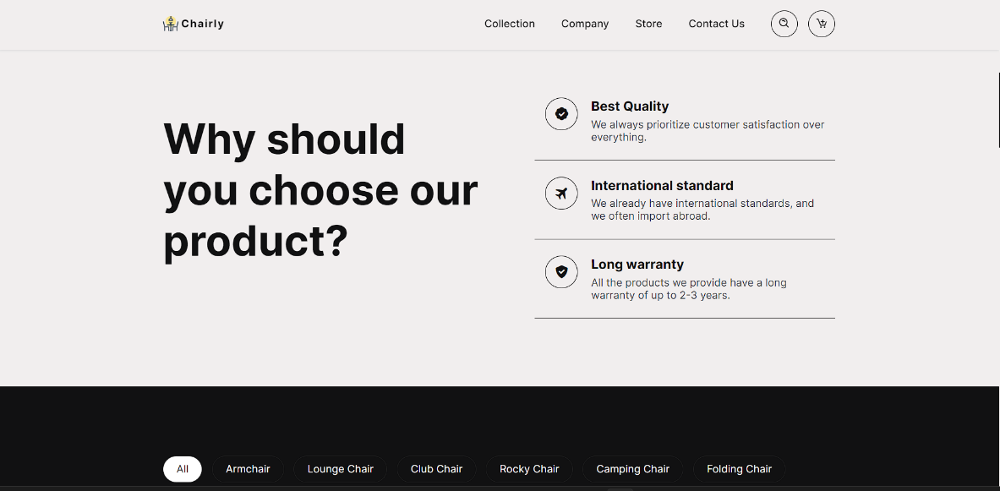 Chairly
Collection
Company
Store
Contact Us
Why should
you choose our
product?
Best Quality
We always prioritize customer satisfaction over
everything.
International standard
We already have international standards, and
we often import abroad.
Long warranty
All the products we provide have a long
warranty of up to 2-3 years.
All
Armchair
Lounge Chair
Club Chair
Rocky Chair
Camping Chair
Folding Chair